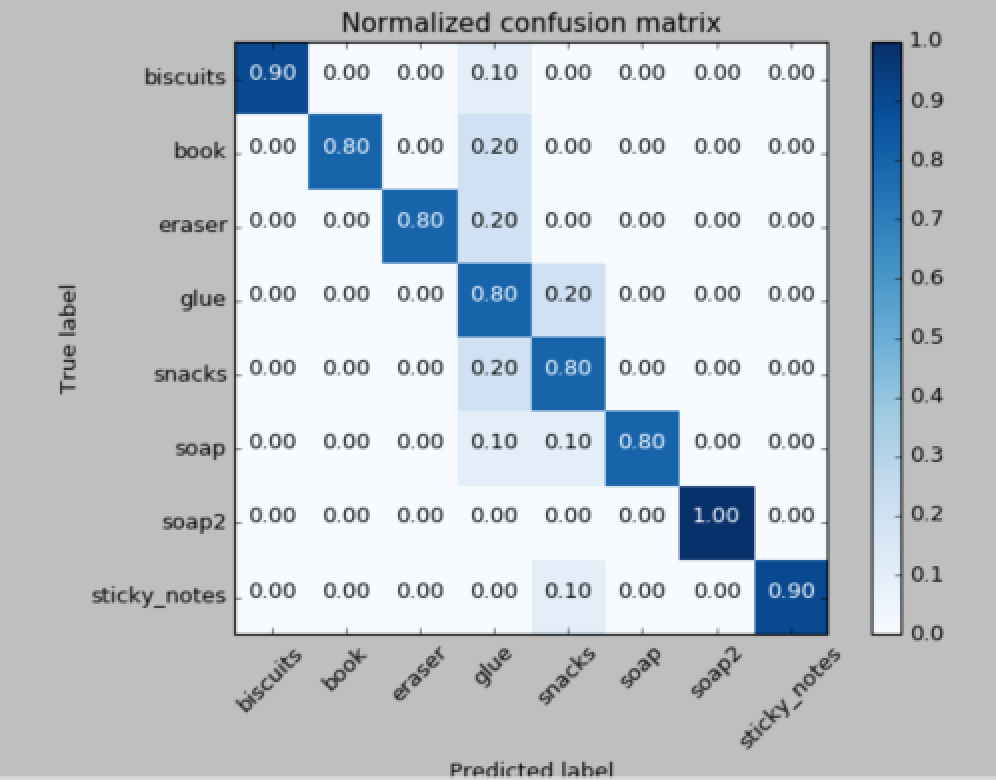 Normalized confusion matrix
biscuits 0.90 0.00 0.00 0.10 0.00 0.00 0.00 0.00
book 0.00 0.80 0.00 0.20 0.00 0.00 0.00 0.00
eraser 0.00 0.00 0.80 0.20 0.00 0.00 0.00 0.00
glue 0.00 0.00 0.00 0.80 0.20 0.00 0.00 0.00
snacks 0.00 0.00 0.00 0.20 0.80 0.00 0.00 0.00
soap 0.00 0.00 0.00 0.10 0.10 0.80 0.00 0.00
soap2 0.00 0.00 0.00 0.00 0.00 0.00 1.00 0.00
sticky_notes 0.00 0.00 0.00 0.00 0.10 0.00 0.00 0.90
True label
biscuits book eraser glue snacks soap soap2 sticky_notes
Predicted label
1.0
0.9
0.8
0.7
0.6
0.5
0.4
0.3
0.2
0.1
0.0